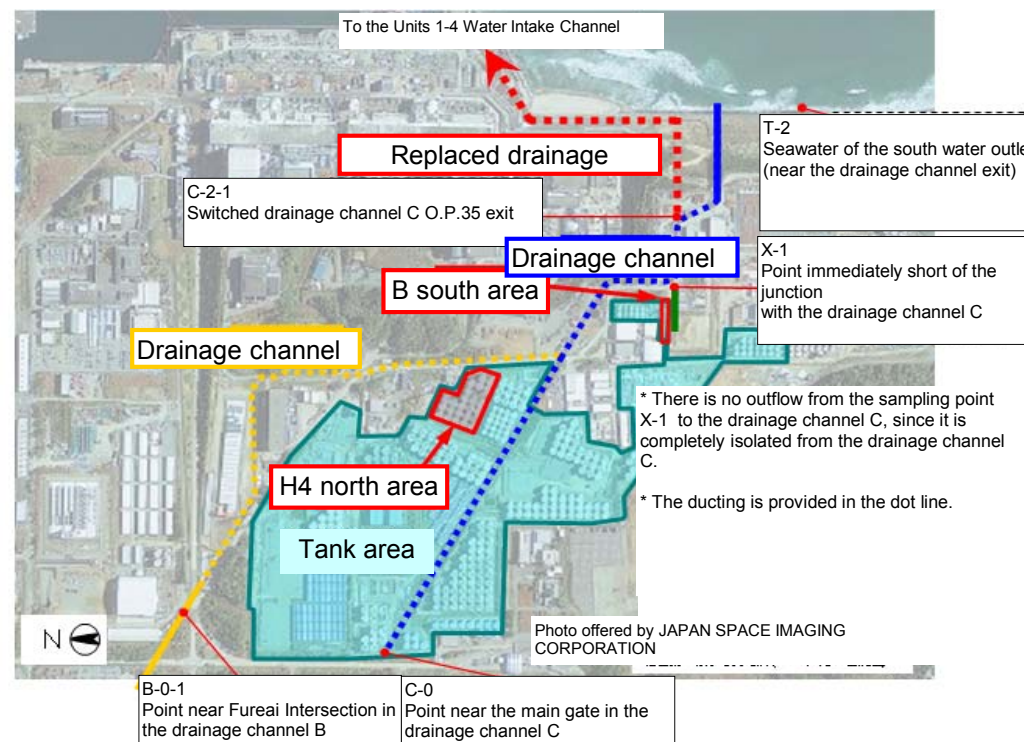 To the Units 1-4 Water Intake Channel
Replaced drainage
T-2
Seawater of the south water outle
(near the drainage channel exit)
C-2-1
Switched drainage channel C O.P.35 exit
Drainage channel
X-1
Point immediately short of the
junction
with the drainage channel C
B south area
Drainage channel
* There is no outflow from the sampling point
X-1 to the drainage channel C, since it is
completely isolated from the drainage channel
C.
* The ducting is provided in the dot line.
H4 north area
Tank area
N
Photo offered by JAPAN SPACE IMAGING
CORPORATION
B-0-1
Point near Fureai Intersection in
the drainage channel B
C-0
Point near the main gate in the
drainage channel C